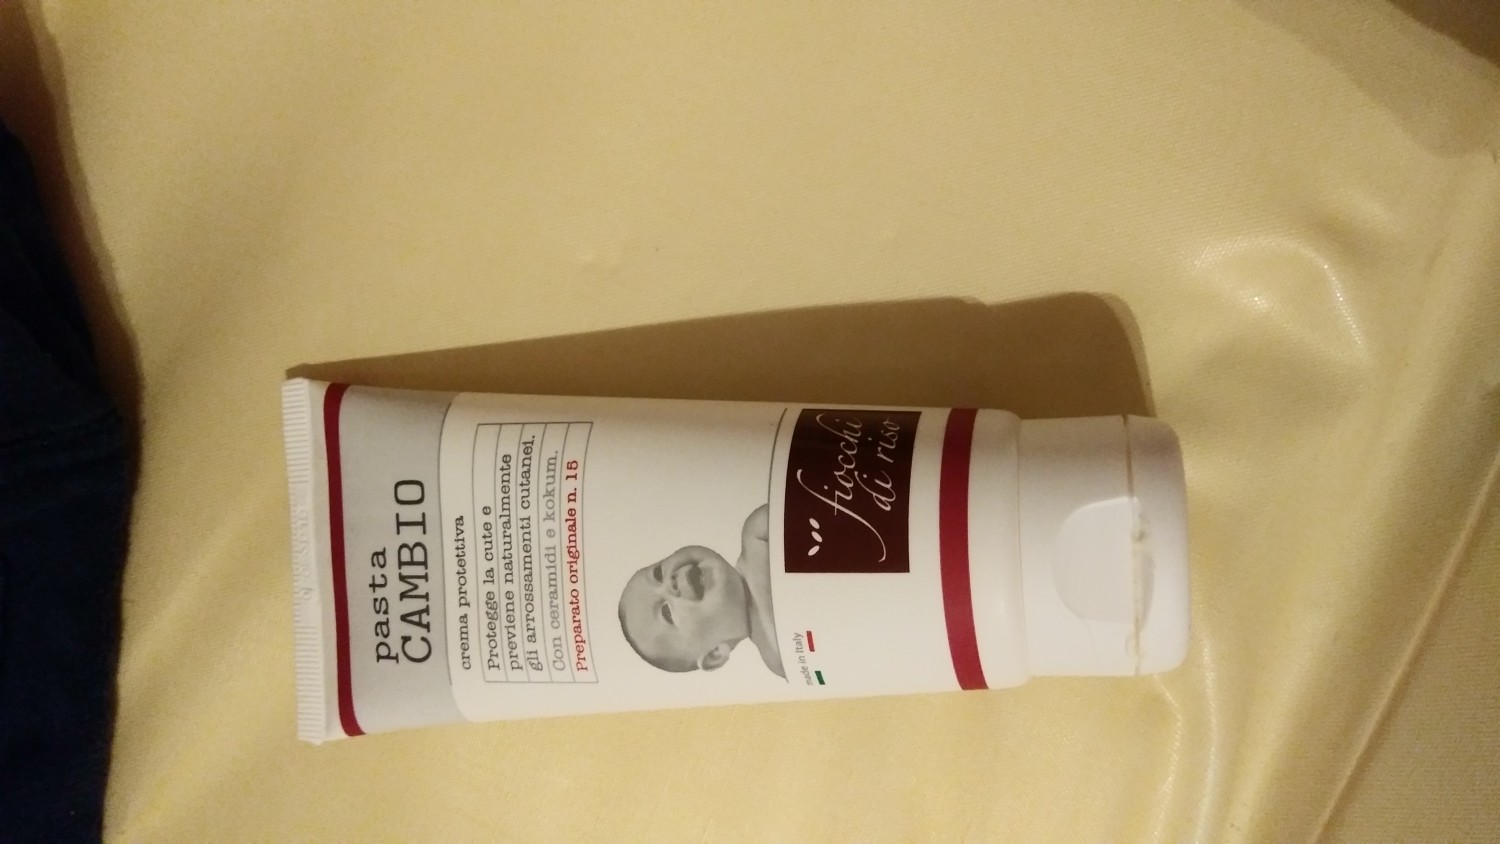 pasta
CAMBIO
crema protettiva
Protegge la cute e
previene naturalmente
gli arrossamenti cutanei.
Con ceramidi e kokum.
Preparato originale n. 15
made in Italy
fiocchi
di riso